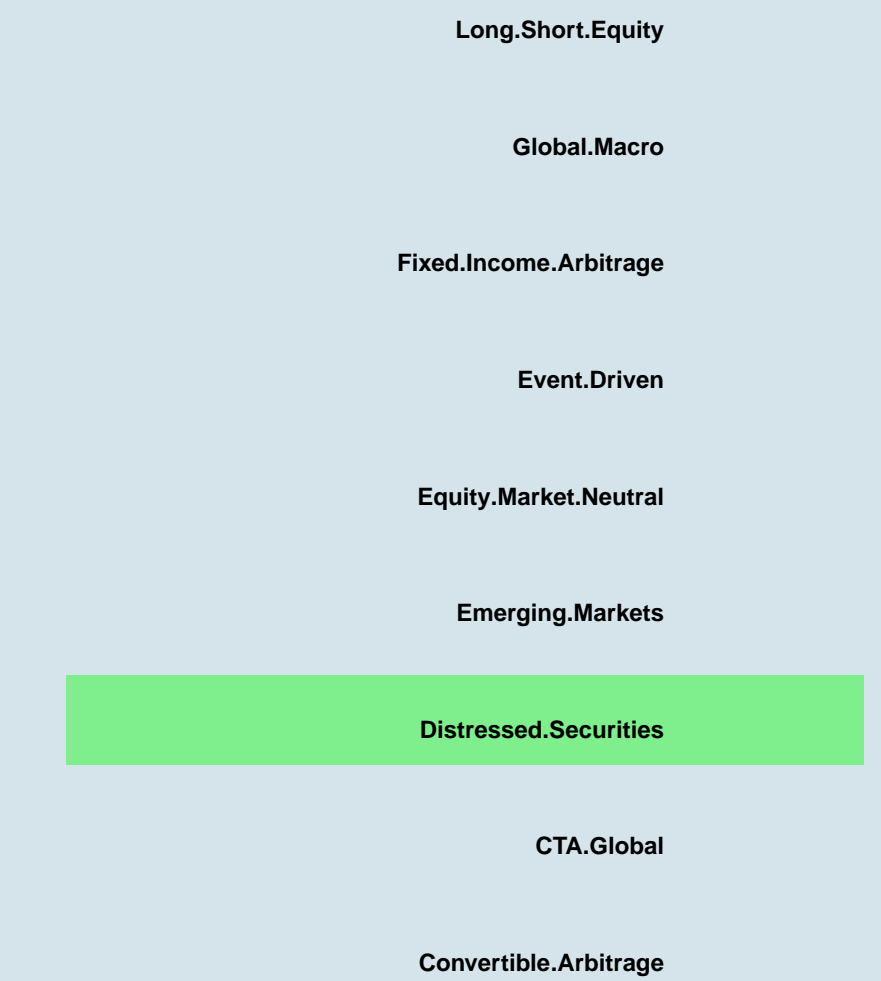 Long.Short.Equity
Global.Macro
Fixed.Income.Arbitrage
Event.Driven
Equity.Market.Neutral
Emerging.Markets
Distressed.Securities
CTA.Global
Convertible.Arbitrage